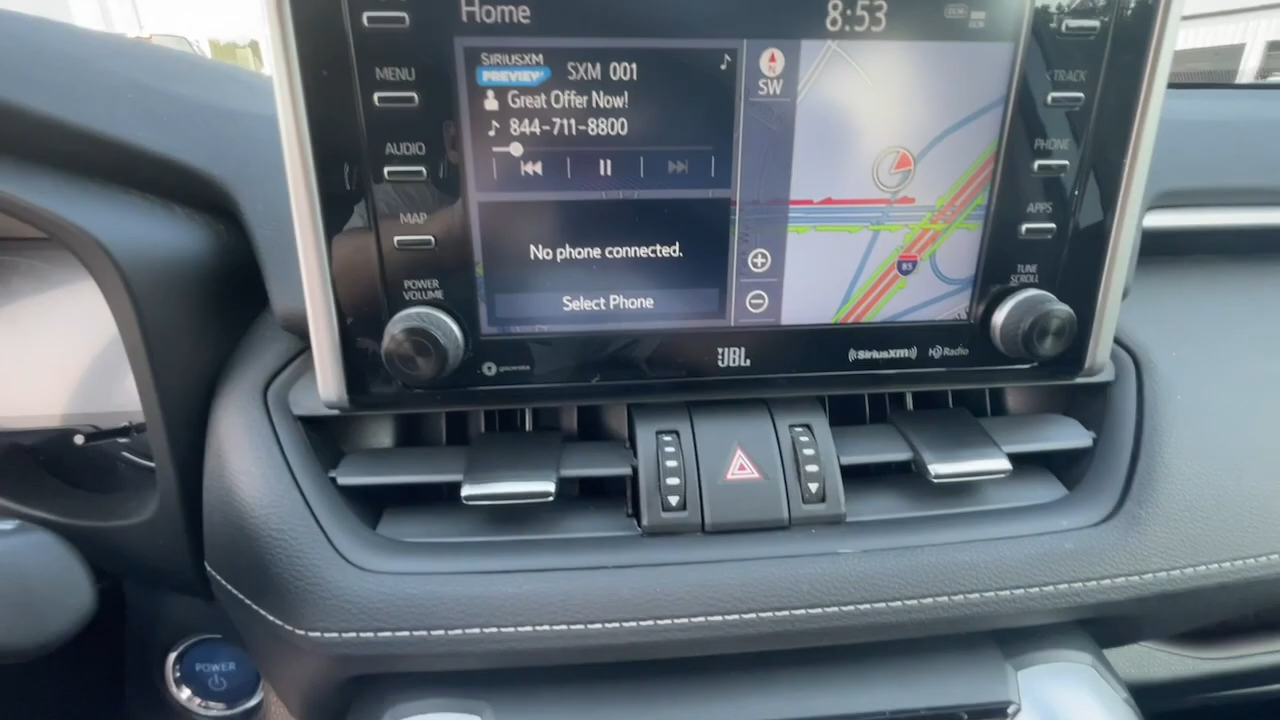 Home
8:53
MENU
AUDIO
MAP
POWER
VOLUME
SIRIUSXM
PREVIEW
SXM 001
Great Offer Now!
844-711-8800
No phone connected.
Select Phone
N
SW
85
TRACK
PHONE
APPS
TUNE
SCROLL
JBL
((SiriusXM))
HD Radio
POWER